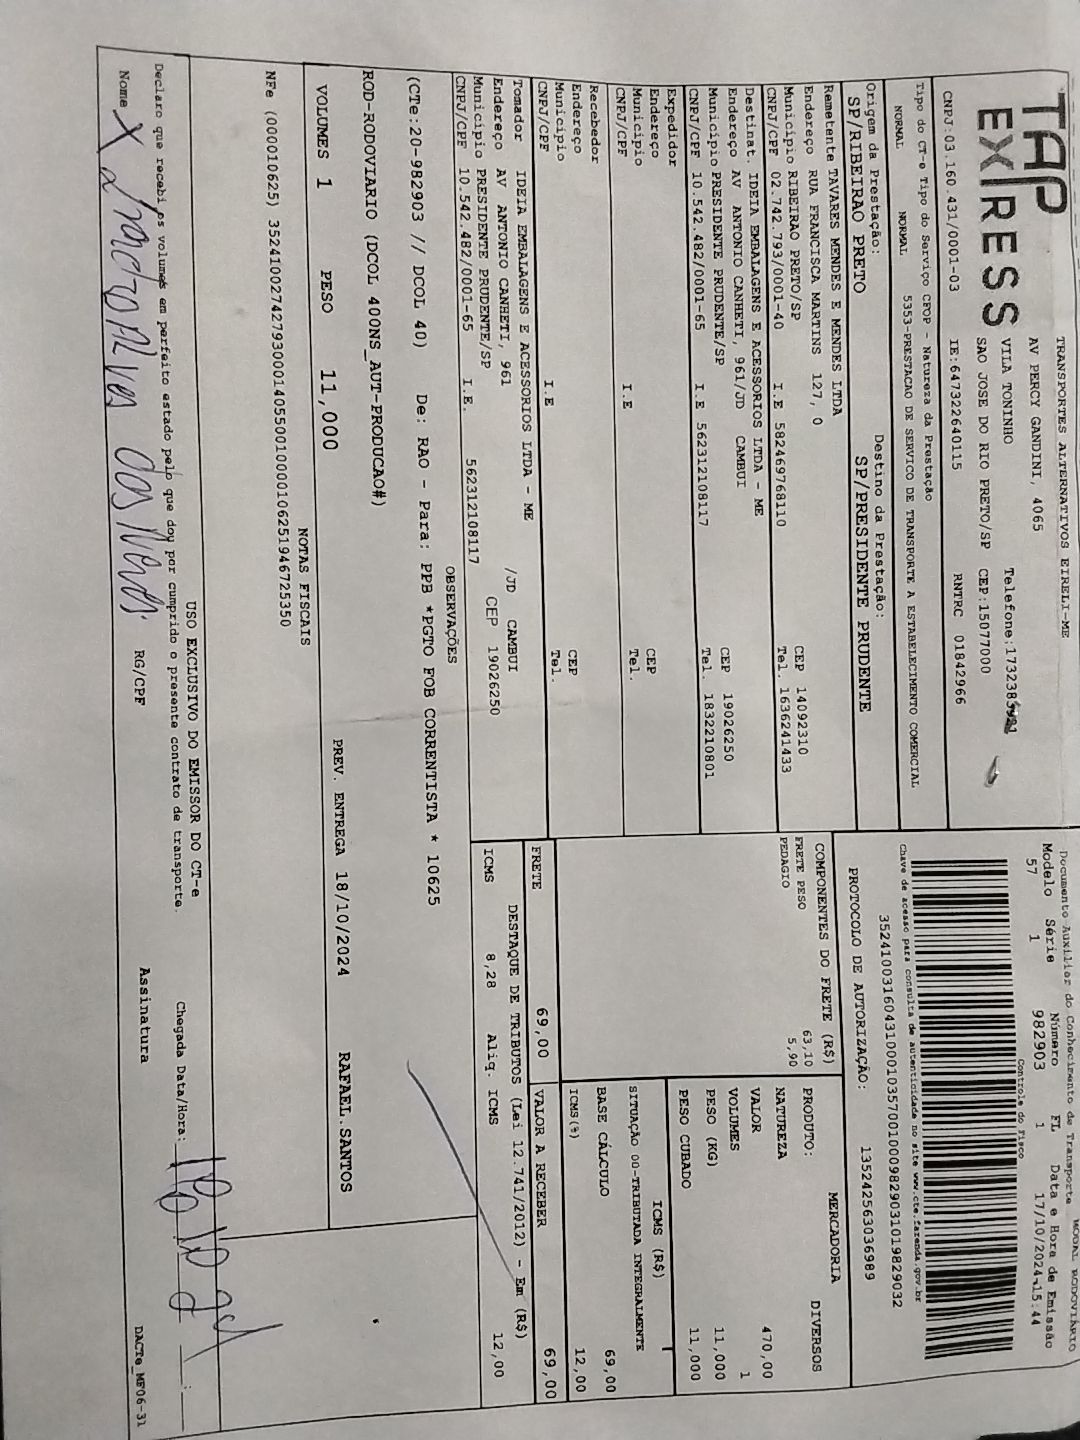 TAP EXPRESS
TRANSPORTES ALTERNATIVOS EIRELI-ME
AV PERCY GANDINI, 4065
VILA TONINHO Telefone:1732385
SAO JOSE DO RIO PRETO/SP CEP:15077000
CNPJ:03.160.431/0001-03 IE:647322640115 RNTRC 01842966
Tipo do CT-e Tipo do Serviço CFOP - Natureza da Prestação
NORMAL NORMAL 5353-PRESTACAO DE SERVICO DE TRANSPORTE A ESTABELECIMENTO COMERCIAL
Origem da Prestação: Destino da Prestação:
SP/RIBEIRAO PRETO SP/PRESIDENTE PRUDENTE
Remetente TAVARES MENDES E MENDES LTDA
Endereço RUA FRANCISCA MARTINS 127, 0 CEP 14092310
Município RIBEIRAO PRETO/SP Tel. 1636241433
CNPJ/CPF 02.742.793/0001-40 I.E 582469768110
Destinat. IDEIA EMBALAGENS E ACESSORIOS LTDA - ME
Endereço AV ANTONIO CANHETI, 961/JD CAMBUI CEP 19026250
Município PRESIDENTE PRUDENTE/SP Tel. 1832210801
CNPJ/CPF 10.542.482/0001-65 I.E 562312108117
Expedidor
Endereço CEP
Município Tel.
CNPJ/CPF I.E
Recebedor
Endereço CEP
Município Tel.
CNPJ/CPF I.E
Tomador IDEIA EMBALAGENS E ACESSORIOS LTDA - ME
Endereço AV ANTONIO CANHETI, 961 /JD CAMBUI
Município PRESIDENTE PRUDENTE/SP CEP 19026250
CNPJ/CPF 10.542.482/0001-65 I.E. 562312108117
Documento Auxiliar do Conhecimento de Transporte MODAL RODOVIÁRIO
Modelo Série Número FL Data e Hora de Emissão
57 1 982903 1 17/10/2024-15:44
Controle do Fisco
35241003160431000103570010009829031019829032
Chave de acesso para consulta de autenticidade no site www.cte.fazenda.gov.br
PROTOCOLO DE AUTORIZAÇÃO: 135242563036989
COMPONENTES DO FRETE (R$)
FRETE PESO 63,10
PEDAGIO 5,90
MERCADORIA
PRODUTO: DIVERSOS
NATUREZA
VALOR 470,00
VOLUMES 1
PESO (KG) 11,000
PESO CUBADO 11,000
ICMS (R$)
SITUAÇÃO 00-TRIBUTADA INTEGRALMENTE
BASE CÁLCULO 69,00
ICMS(%) 12,00
FRETE 69,00 VALOR A RECEBER 69,00
DESTAQUE DE TRIBUTOS (Lei 12.741/2012) - Em (R$)
ICMS 8,28 Aliq. ICMS 12,00
OBSERVAÇÕES
(CTe:20-982903 // DCOL 40) De: RAO - Para: PPB *PGTO FOB CORRENTISTA * 10625
ROD-RODOVIARIO (DCOL 400NS_AUT-PRODUCAO#)
VOLUMES 1 PESO 11,000 PREV. ENTREGA 18/10/2024 RAFAEL.SANTOS
NOTAS FISCAIS
NFe (000010625) 35241002742793000140550010000106251946725350
USO EXCLUSIVO DO EMISSOR DO CT-e
Declaro que recebi os volumes em perfeito estado pelo que dou por cumprido o presente contrato de transporte. Chegada Data/Hora:
Nome X Alves das Neves RG/CPF Assinatura
DACTe_MF06-31